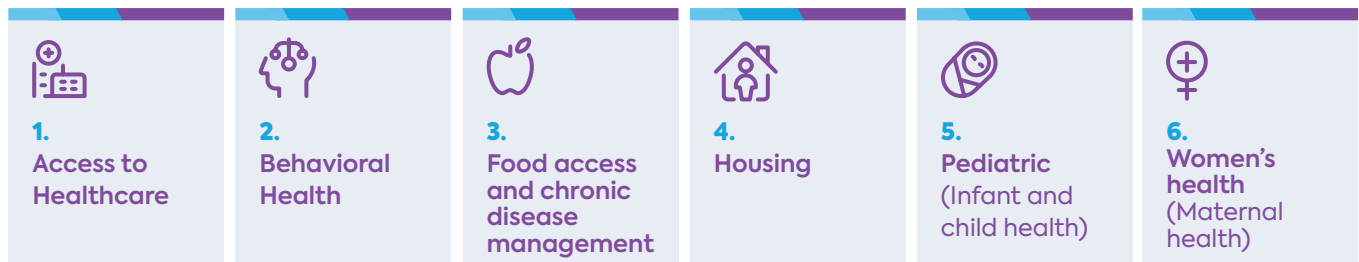 1.
Access to
Healthcare
2.
Behavioral
Health
3.
Food access
and chronic
disease
management
4.
Housing
5.
Pediatric
(Infant and
child health)
6.
Women’s
health
(Maternal
health)